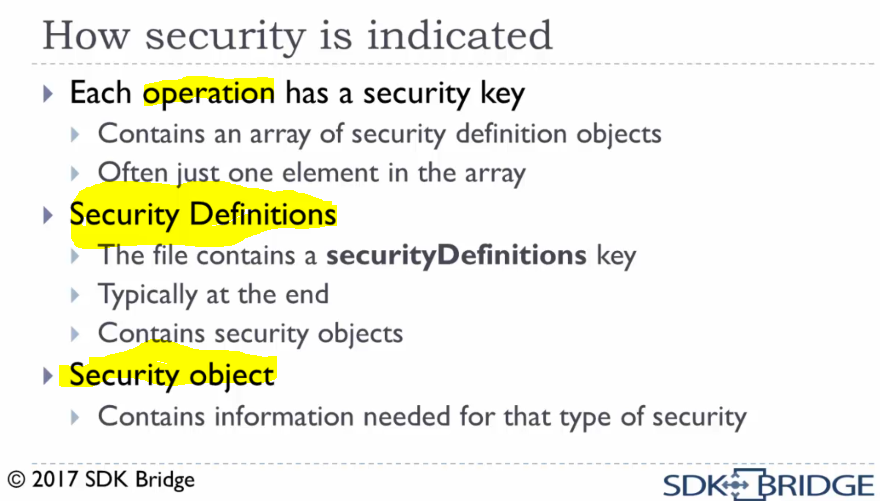 How security is indicated
Each operation has a security key
Contains an array of security definition objects
Often just one element in the array
Security Definitions
The file contains a securityDefinitions key
Typically at the end
Contains security objects
Security object
Contains information needed for that type of security
© 2017 SDK Bridge
SDK BRIDGE